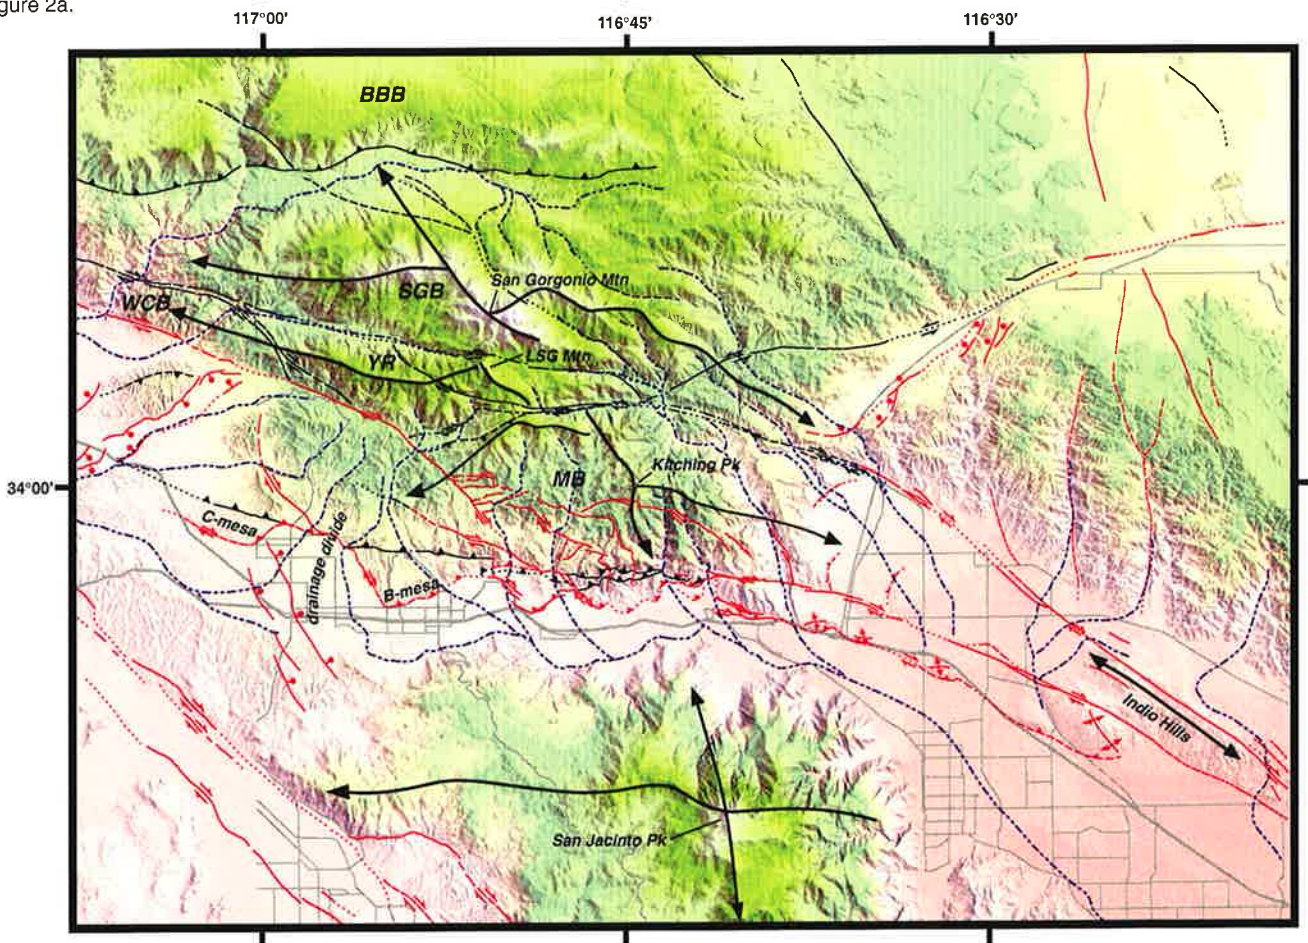 gure 2a.
117°00'
116°45'
116°30'
BBB
San Gorgonio Mtn
SGB
WCB
LSG Mtn
YR
Kitching Pk
MB
34°00'
C-mesa
drainage divide
B-mesa
Indio Hills
San Jacinto Pk